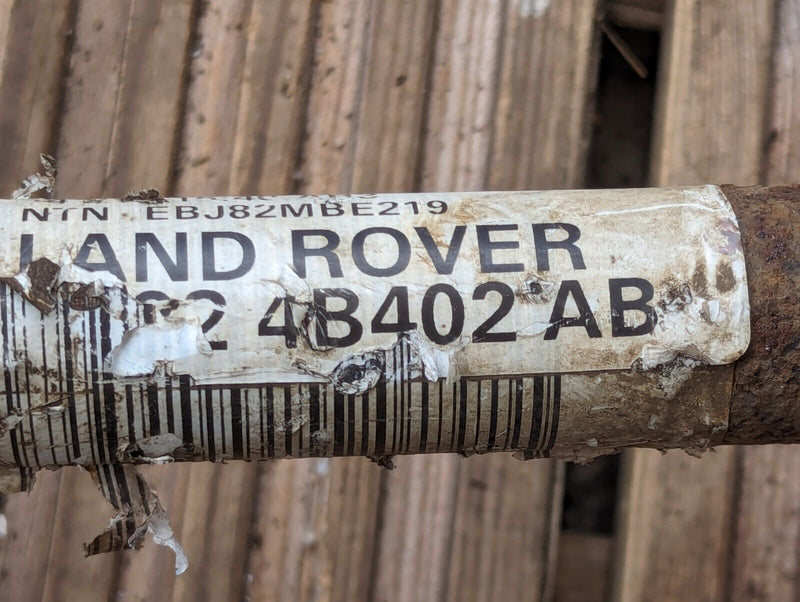 NTN EBJ82MBE219
LAND ROVER
4B402 AB